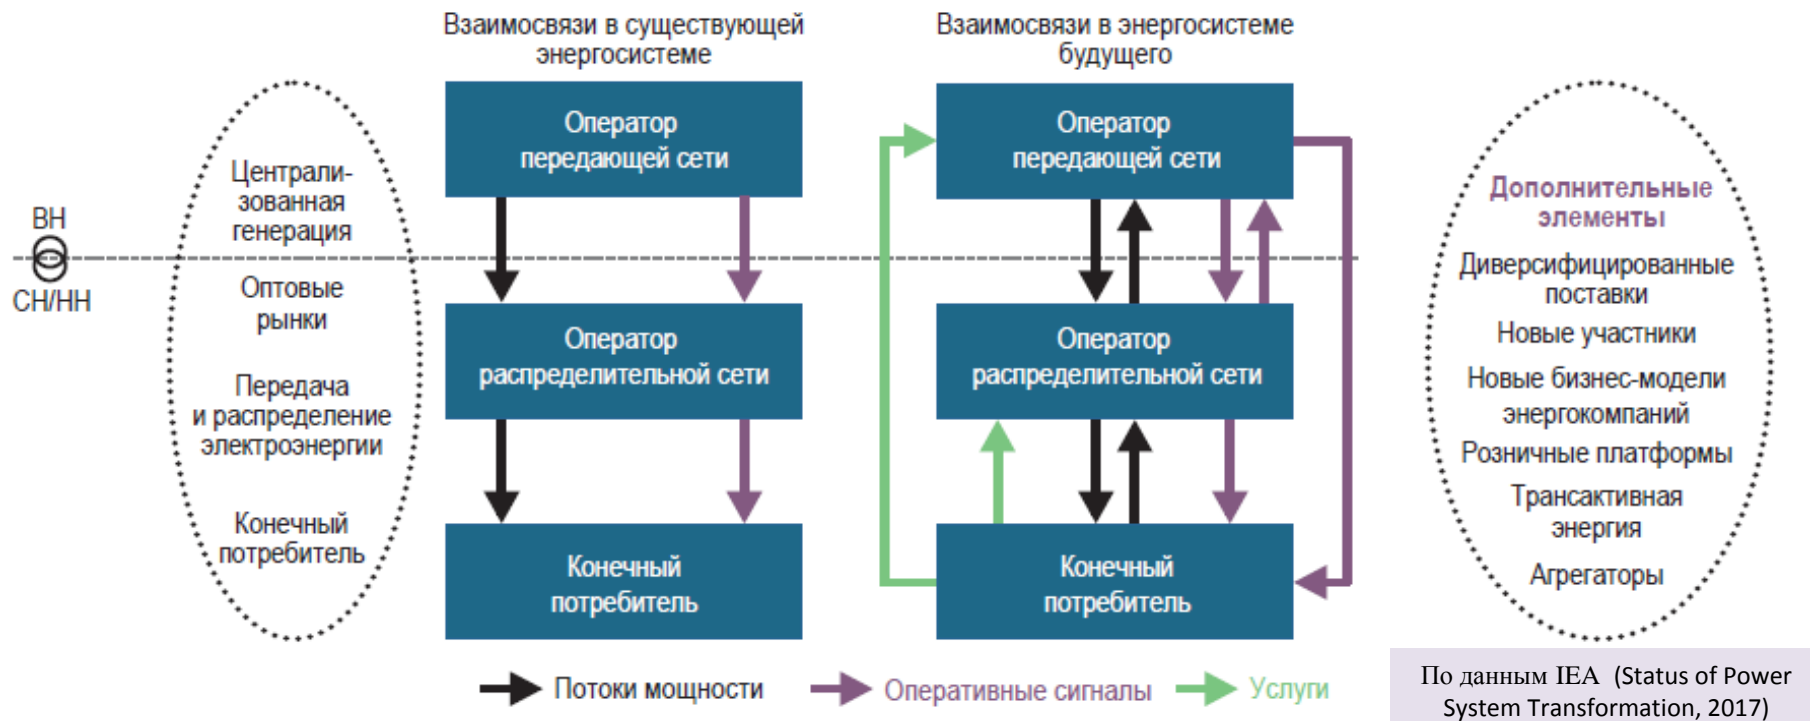 Взаимосвязи в существующей
энергосистеме
Взаимосвязи в энергосистеме
будущего
ВН
СН/НН
Централи-
зованная
генерация
Оптовые
рынки
Передача
и распределение
электроэнергии
Конечный
потребитель
Оператор
передающей сети
Оператор
распределительной сети
Конечный
потребитель
Оператор
передающей сети
Оператор
распределительной сети
Конечный
потребитель
Дополнительные
элементы
Диверсифицированные
поставки
Новые участники
Новые бизнес-модели
энергокомпаний
Розничные платформы
Трансактивная
энергия
Агрегаторы
Потоки мощности
Оперативные сигналы
Услуги
По данным IEA (Status of Power
System Transformation, 2017)